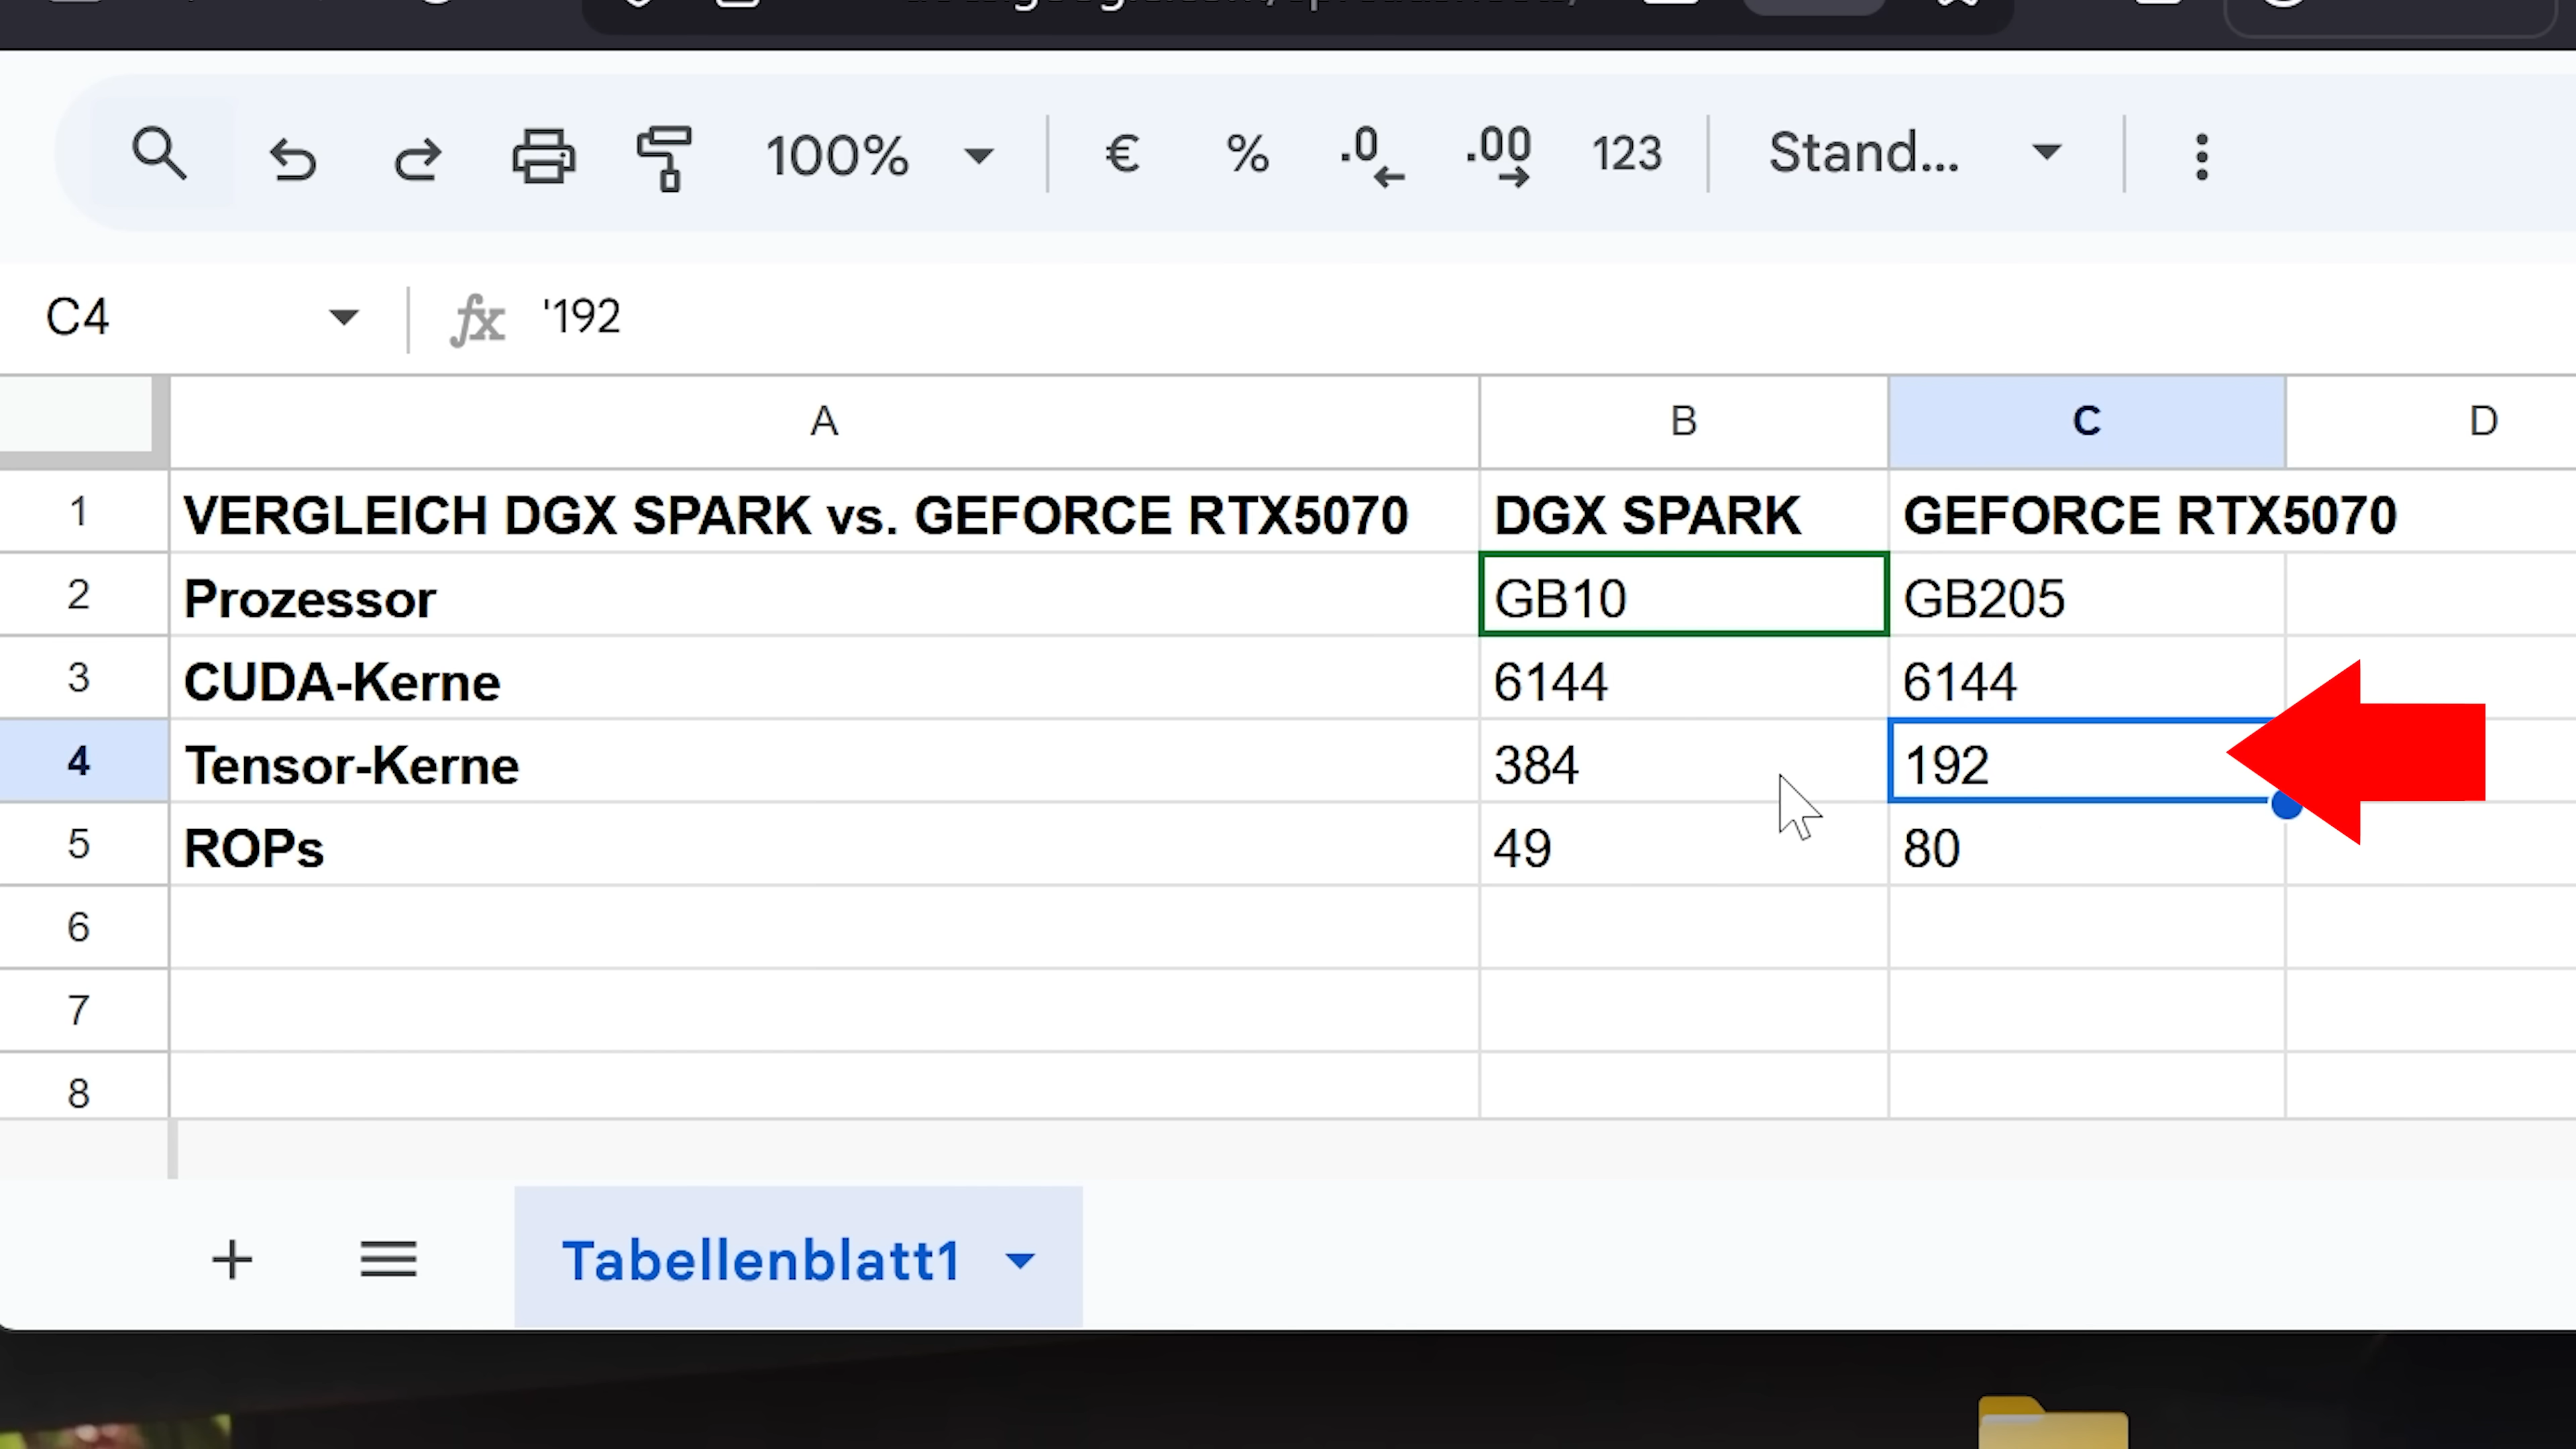 100% € % .0 .00 123 Stand...
C4 fx '192
A B C D
1 VERGLEICH DGX SPARK vs. GEFORCE RTX5070 DGX SPARK GEFORCE RTX5070
2 Prozessor GB10 GB205
3 CUDA-Kerne 6144 6144
4 Tensor-Kerne 384 192
5 ROPs 49 80
6
7
8
Tabellenblatt1